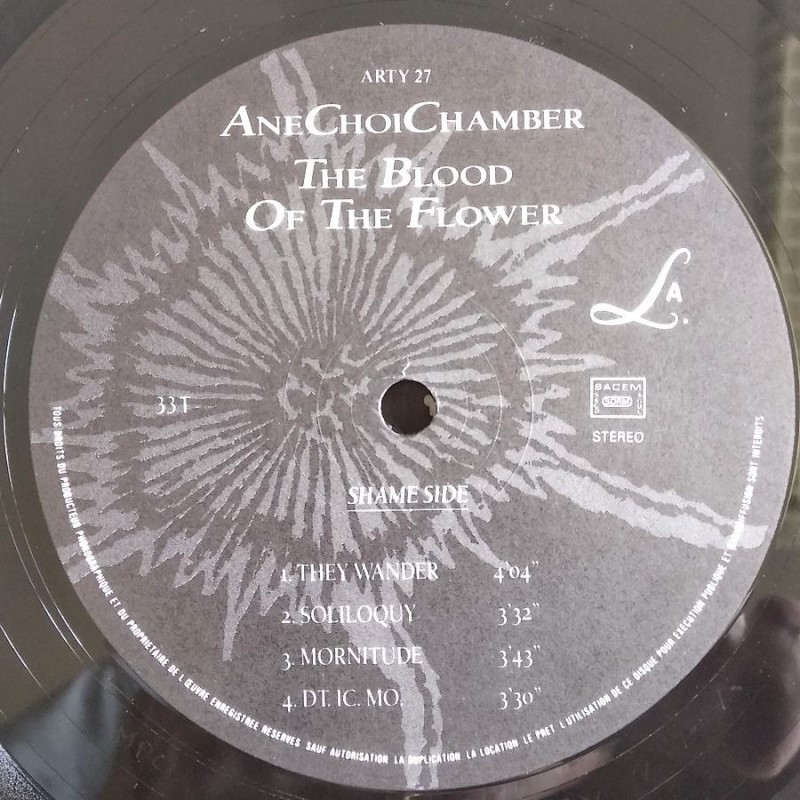 ARTY 27
ANECHOICHAMBER
THE BLOOD
OF THE FLOWER
L.A.
33 T
SACEM
SDRM
STEREO
SHAME SIDE
1. THEY WANDER 4'04"
2. SOLILOQUY 3'32"
3. MORNITUDE 3'43"
4. DT. IC. MO. 3'30"
TOUS DROITS DU PRODUCTEUR PHONOGRAPHIQUE ET DU PROPRIETAIRE DE L'ŒUVRE ENREGISTREE RESERVES SAUF AUTORISATION LA DUPLICATION LA LOCATION LE PRET L'UTILISATION DE CE DISQUE POUR EXECUTION PUBLIQUE ET SONT INTERDITS